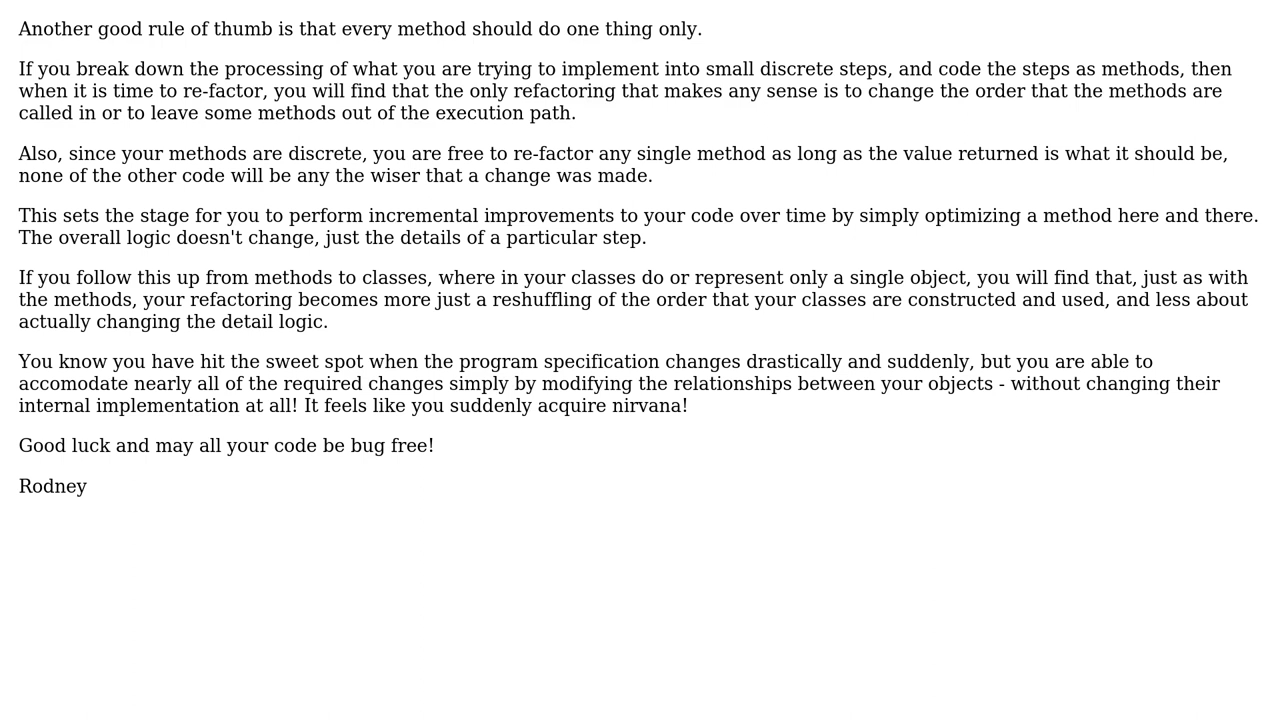 Another good rule of thumb is that every method should do one thing only.
If you break down the processing of what you are trying to implement into small discrete steps, and code the steps as methods, then
when it is time to re-factor, you will find that the only refactoring that makes any sense is to change the order that the methods are
called in or to leave some methods out of the execution path.
Also, since your methods are discrete, you are free to re-factor any single method as long as the value returned is what it should be,
none of the other code will be any the wiser that a change was made.
This sets the stage for you to perform incremental improvements to your code over time by simply optimizing a method here and there.
The overall logic doesn't change, just the details of a particular step.
If you follow this up from methods to classes, where in your classes do or represent only a single object, you will find that, just as with
the methods, your refactoring becomes more just a reshuffling of the order that your classes are constructed and used, and less about
actually changing the detail logic.
You know you have hit the sweet spot when the program specification changes drastically and suddenly, but you are able to
accomodate nearly all of the required changes simply by modifying the relationships between your objects - without changing their
internal implementation at all! It feels like you suddenly acquire nirvana!
Good luck and may all your code be bug free!
Rodney